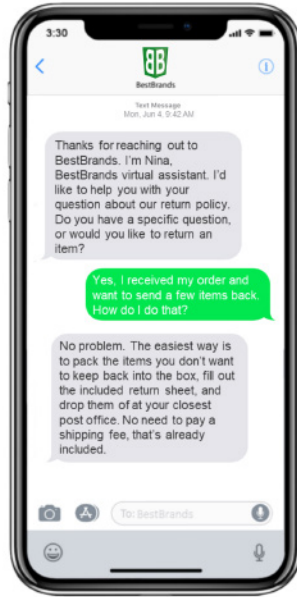 3:30
BB
BestBrands
Text Message
Mon, Jun 4, 9:42 AM
Thanks for reaching out to
BestBrands. I'm Nina,
BestBrands virtual assistant. I'd
like to help you with your
question about our return policy.
Do you have a specific question,
or would you like to return an
item?
Yes, I received my order and
want to send a few items back.
How do I do that?
No problem. The easiest way is
to pack the items you don't want
to keep back into the box, fill out
the included return sheet, and
drop them of at your closest
post office. No need to pay a
shipping fee, that's already
included.
To: BestBrands